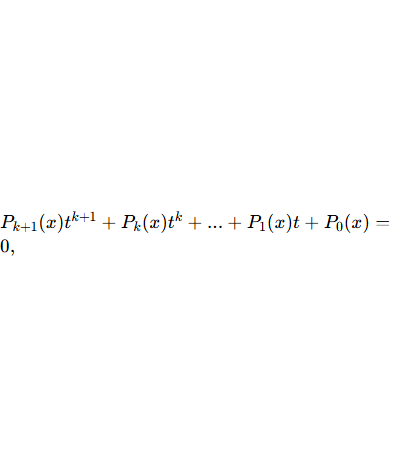 $P_{k+1}(x)t^{k+1} + P_k(x)t^k + ... + P_1(x)t + P_0(x) =$
$0,$